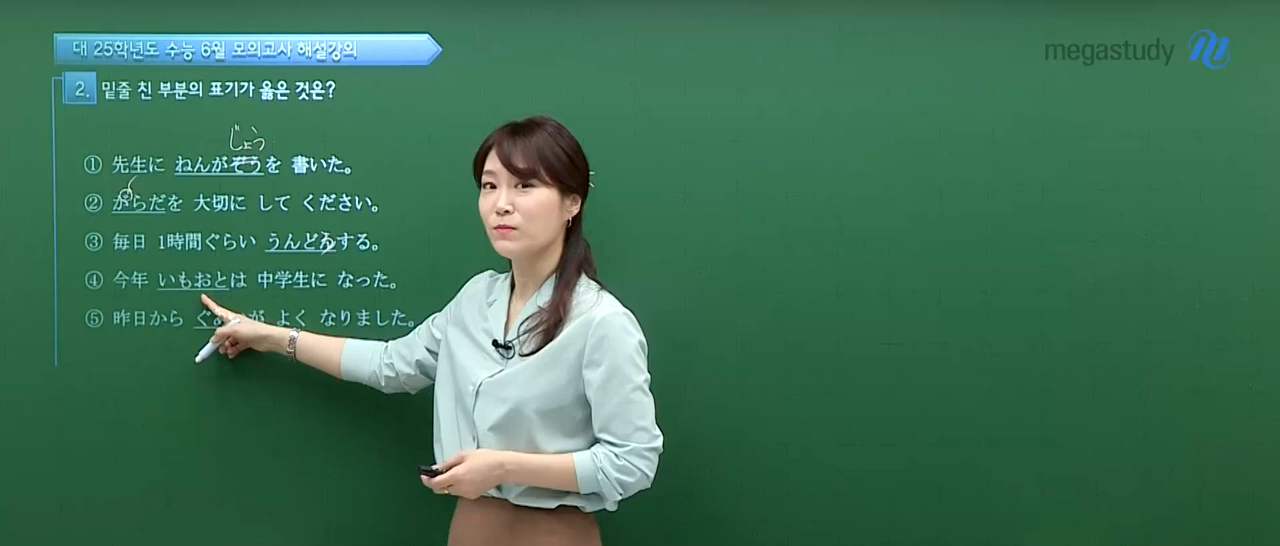 대 25학년도 수능 6월 모의고사 해설강의
megastudy
2. 밑줄 친 부분의 표기가 옳은 것은?
じょう
① 先生に ねんがぞうを 書いた。
② がらだを 大切に して ください。
③ 毎日 1時間ぐらい うんどんする。
④ 今年 いもおとは 中学生に なった。
⑤ 昨日から が よく なりました。